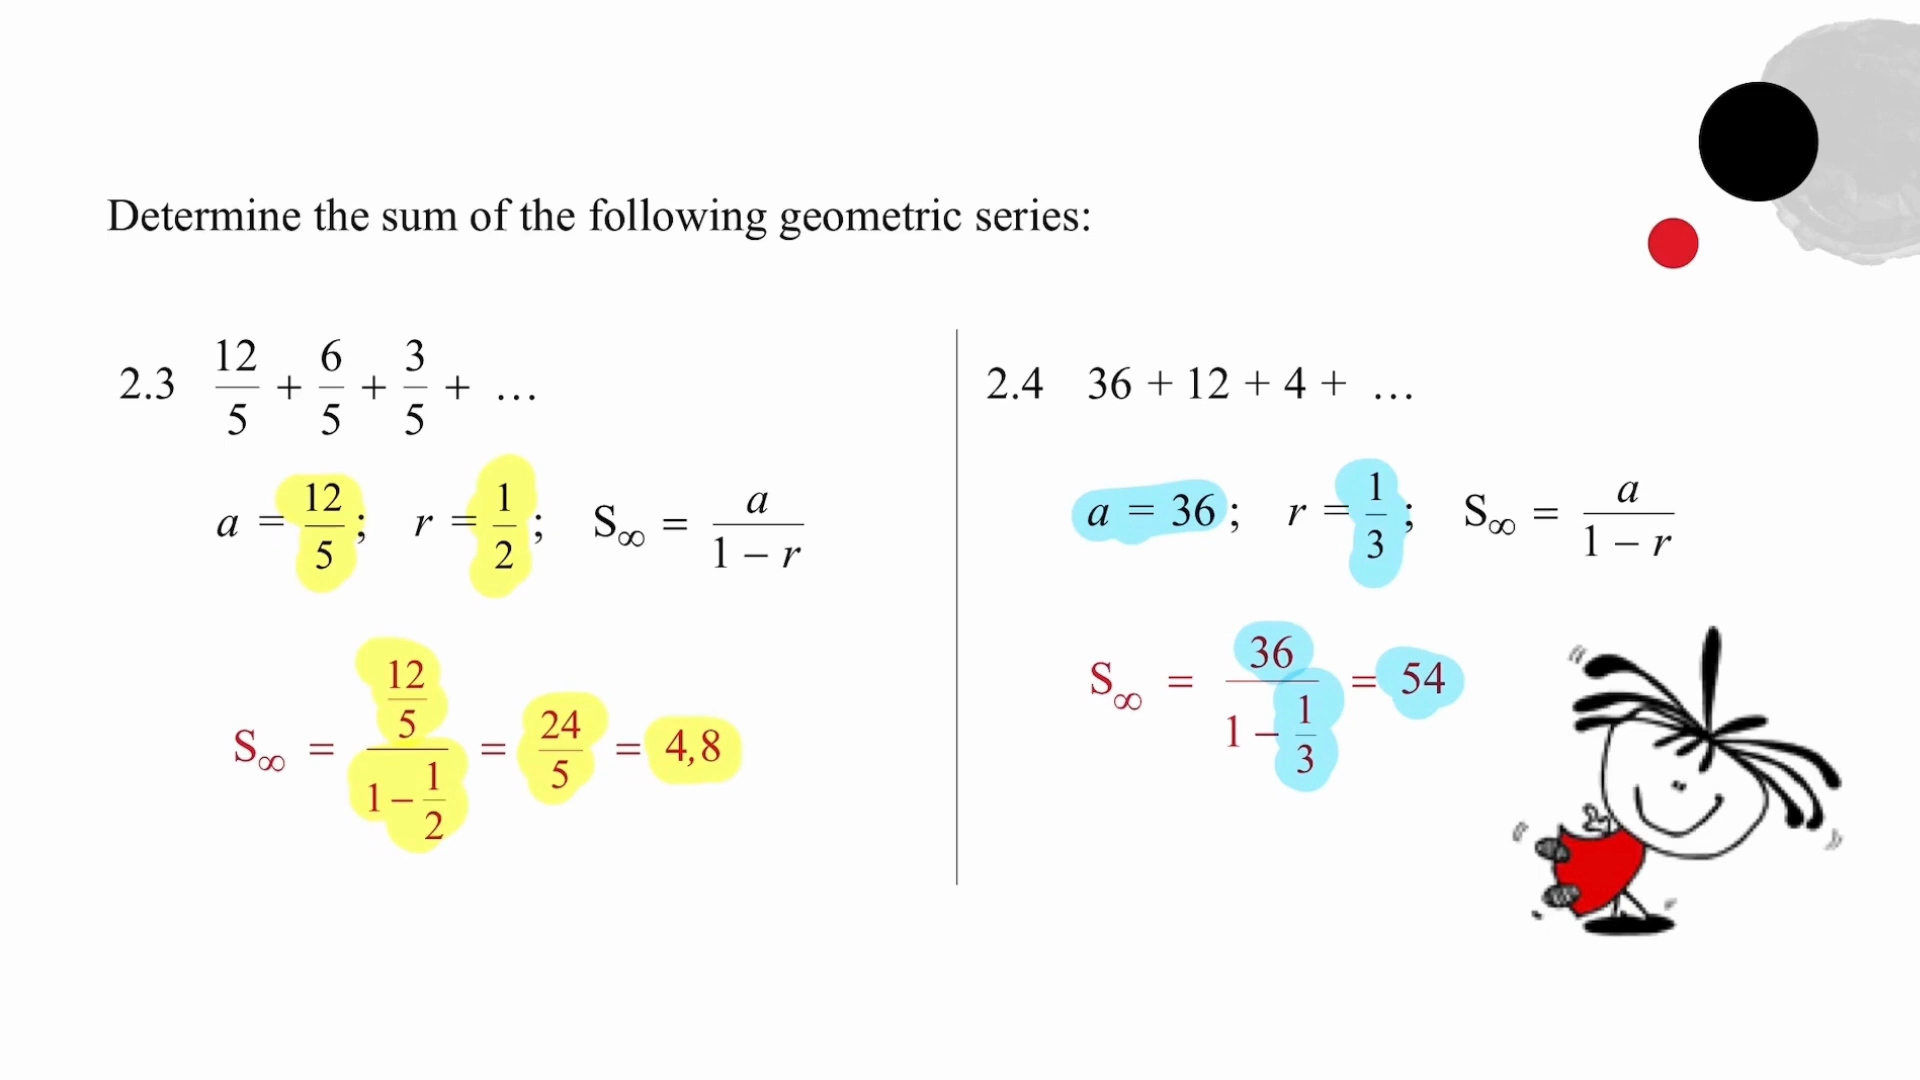 Determine the sum of the following geometric series:
2.3 12/5 + 6/5 + 3/5 + …
a = 12/5 ; r = 1/2 ; S∞ = a/(1 – r)
S∞ = (12/5)/(1 – 1/2) = 24/5 = 4,8
2.4 36 + 12 + 4 + …
a = 36 ; r = 1/3 ; S∞ = a/(1 – r)
S∞ = 36/(1 – 1/3) = 54